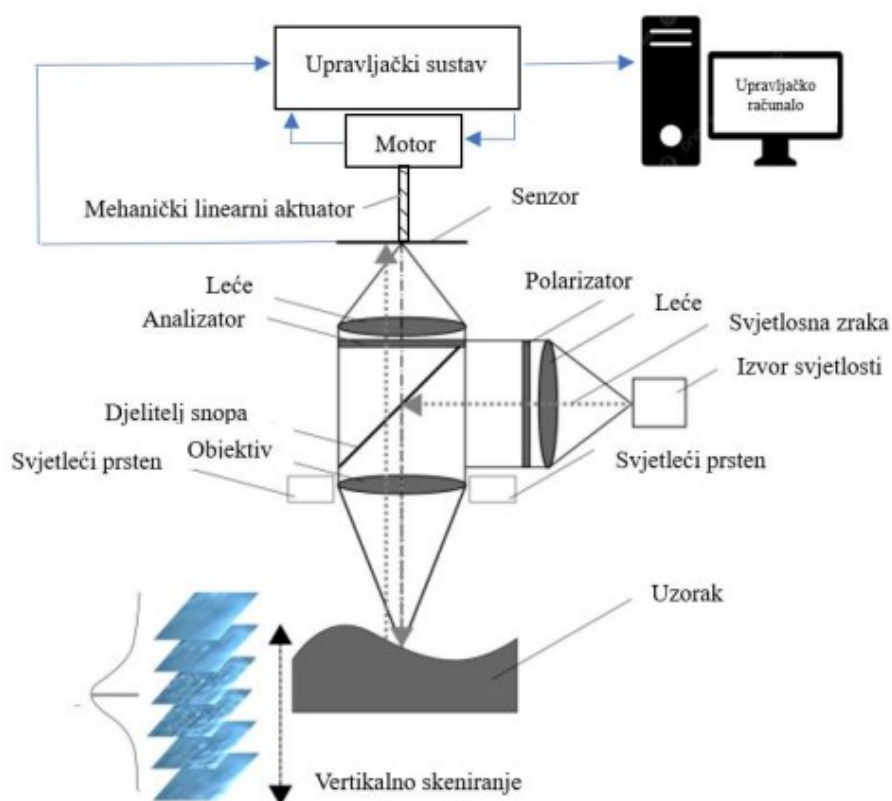 Upravljački sustav
Upravljačko
računalo
Motor
Mehanički linearni aktuator
Senzor
Polarizator
Leće
Leće
Analizator
Svjetlosna zraka
Izvor svjetlosti
Djelitelj snopa
Objektiv
Svjetleći prsten
Svjetleći prsten
Uzorak
Vertikalno skeniranje